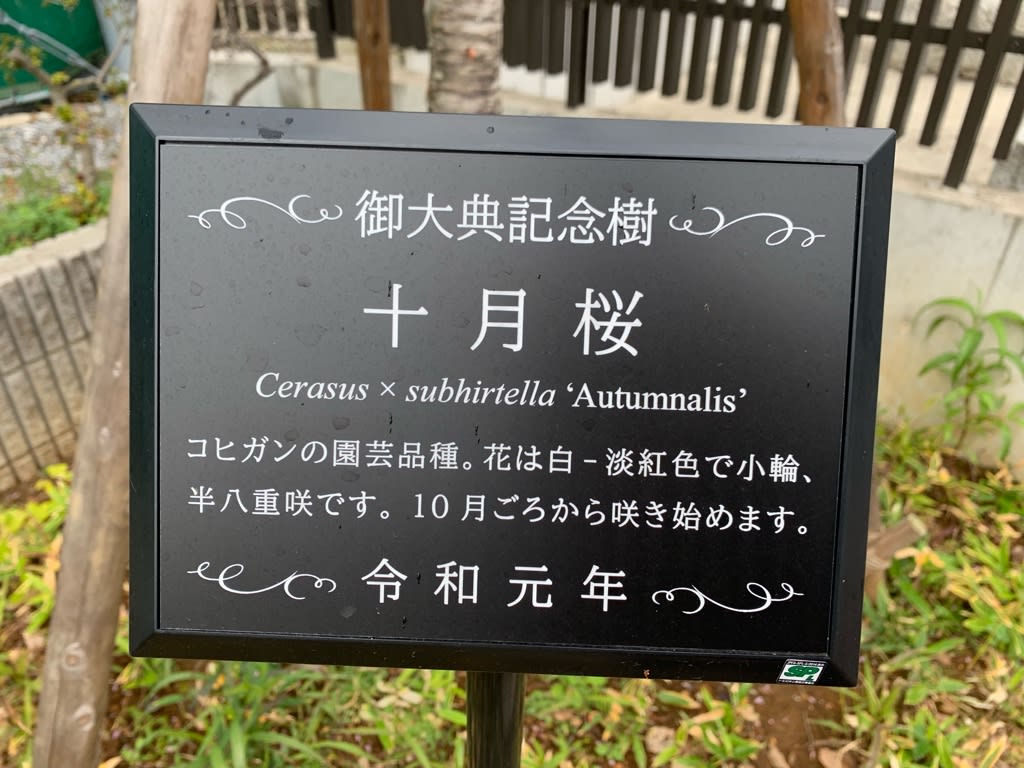 御大典記念樹
十月桜
Cerasus × subhirtella ‘Autumnalis’
コヒガンの園芸品種。花は白－淡紅色で小輪、
半八重咲です。10月ごろから咲き始めます。
令和元年